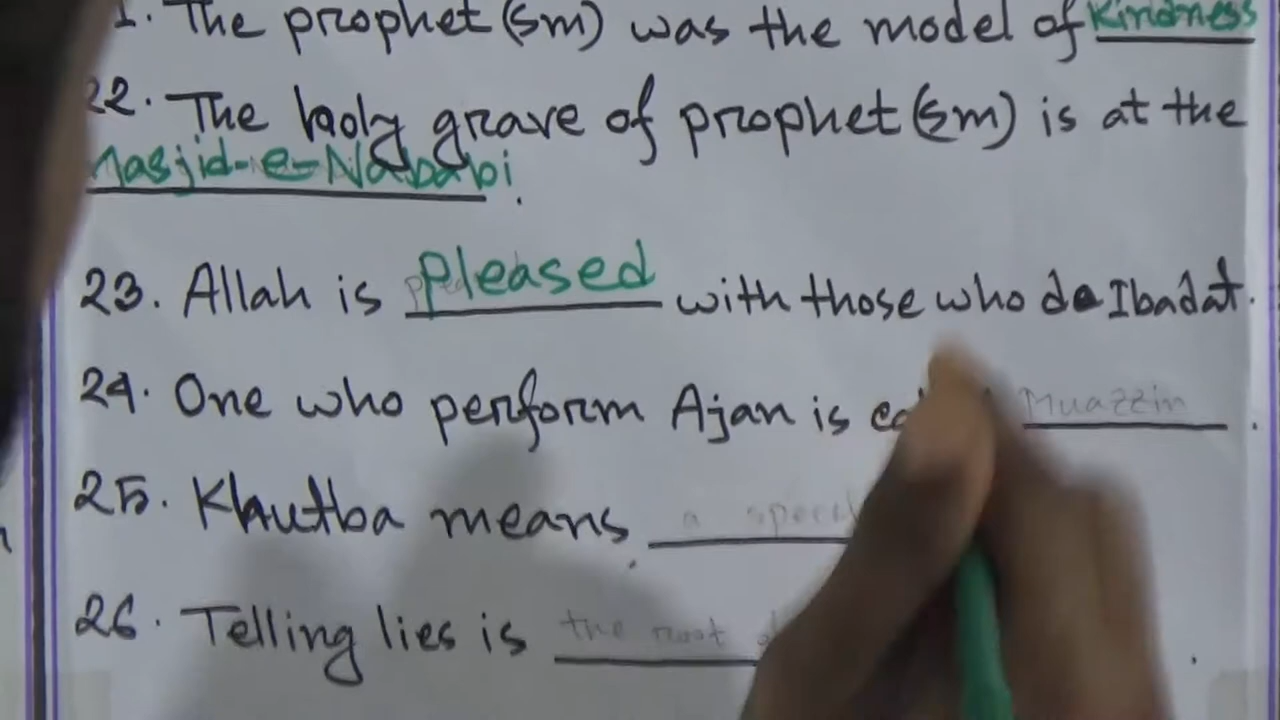 1. The prophet (sm) was the model of Kindness
22. The holy grave of prophet (sm) is at the
Masjid-e-Nababi.
23. Allah is pleased with those who do Ibadat.
24. One who perform Ajan is Muazzin.
25. Khutba means a
26. Telling lies is the root